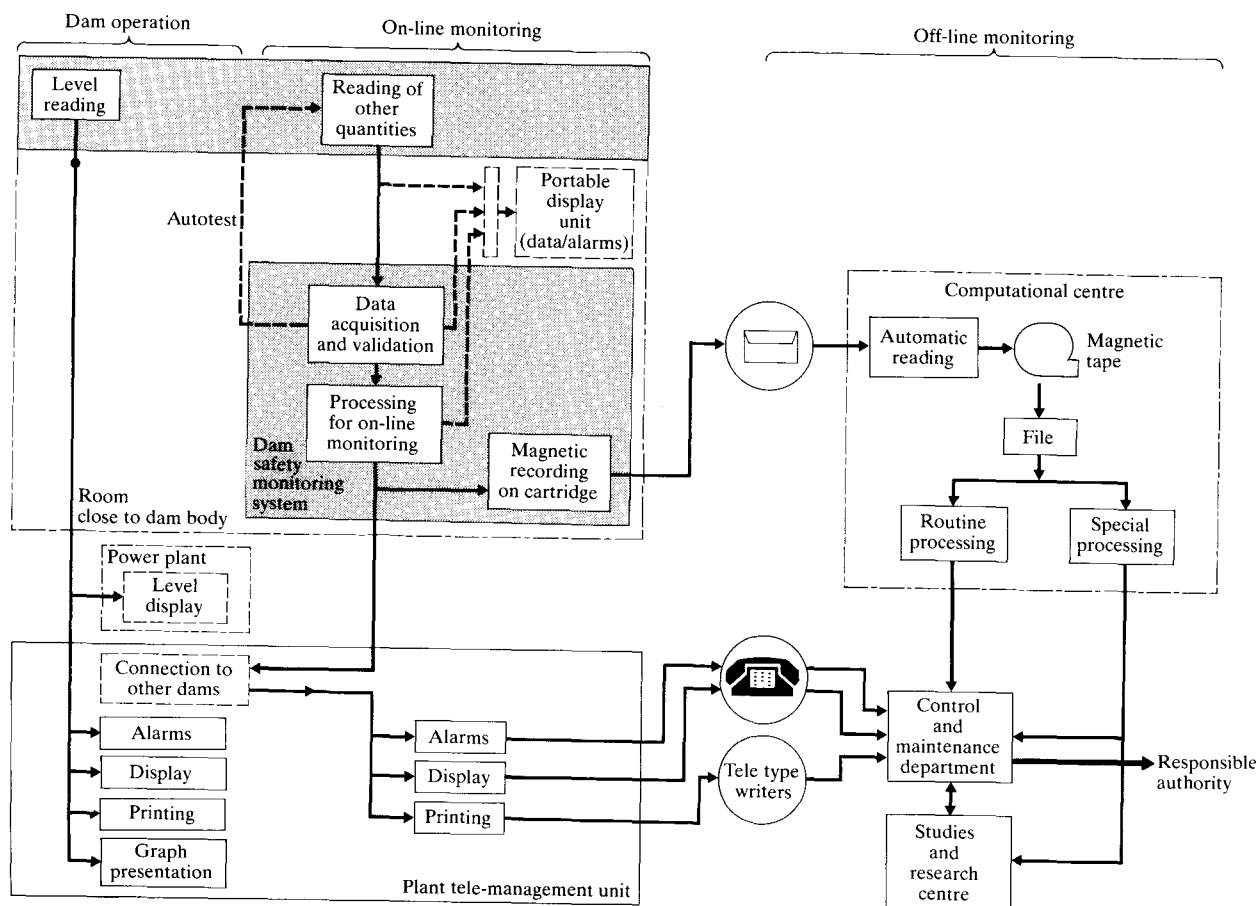 Dam operation
On-line monitoring
Off-line monitoring
Level
reading
Reading of
other
quantities
Autotest
Portable
display
unit
(data/alarms)
Data
acquisition
and validation
Processing
for on-line
monitoring
Dam
safety
monitoring
system
Magnetic
recording
on cartridge
Room
close to dam body
Computational centre
Automatic
reading
Magnetic
tape
File
Routine
processing
Special
processing
Power plant
Level
display
Connection to
other dams
Alarms
Display
Printing
Graph
presentation
Alarms
Display
Printing
Plant tele-management unit
Tele type
writers
Control
and
maintenance
department
Responsible
authority
Studies
and
research
centre